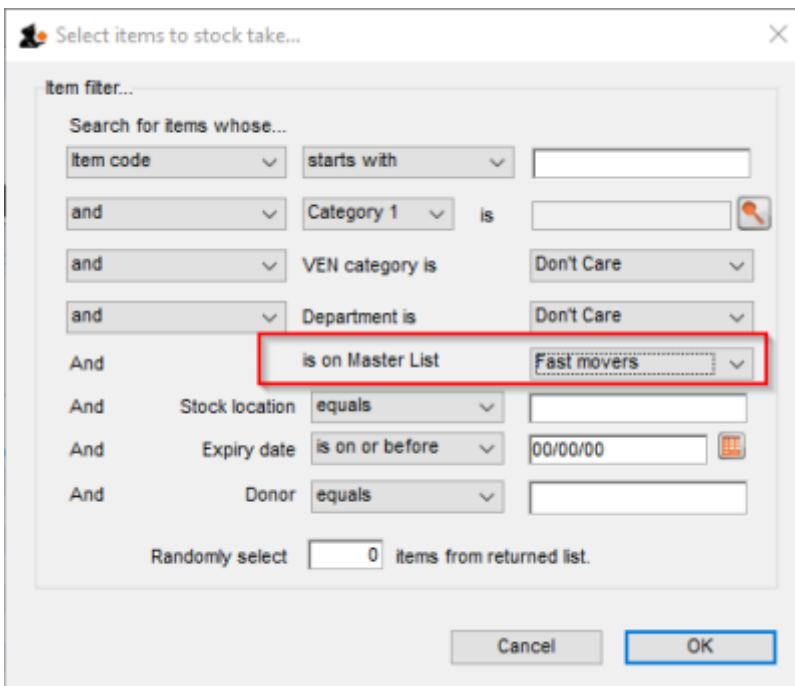 Select items to stock take...
Item filter...
Search for items whose...
Item code starts with
and Category 1 is
and VEN category is Don't Care
and Department is Don't Care
And is on Master List Fast movers
And Stock location equals
And Expiry date is on or before 00/00/00
And Donor equals
Randomly select 0 items from returned list.
Cancel OK